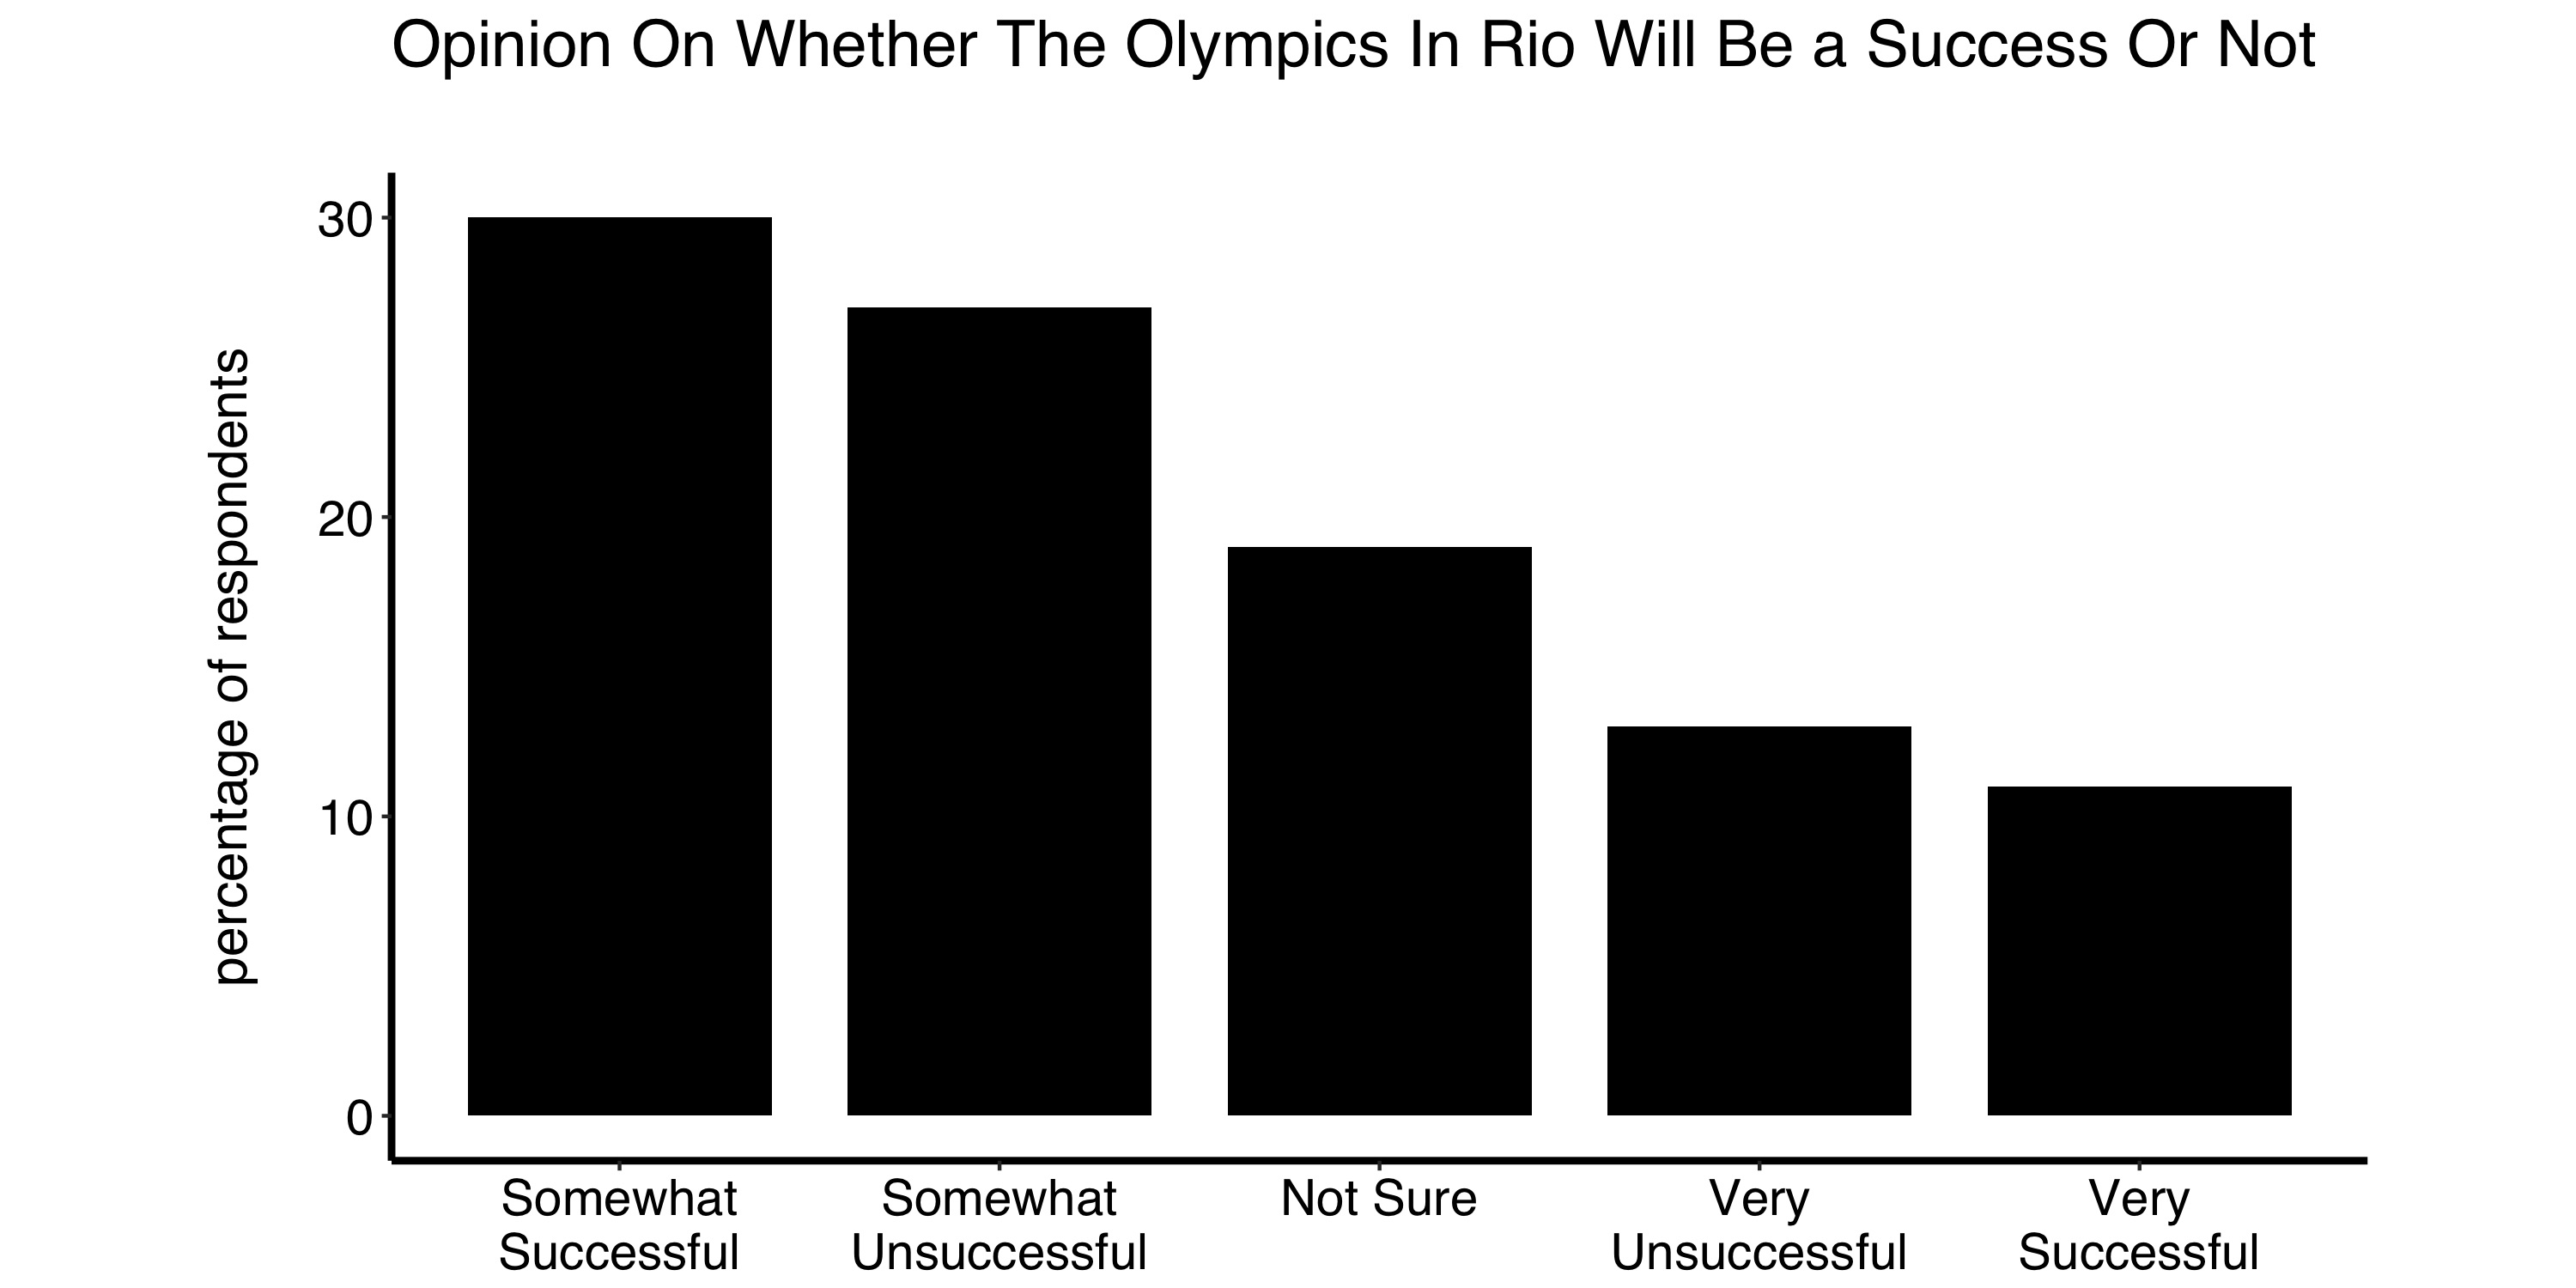 Opinion On Whether The Olympics In Rio Will Be a Success Or Not
percentage of respondents
30
20
10
0
Somewhat
Successful
Somewhat
Unsuccessful
Not Sure
Very
Unsuccessful
Very
Successful